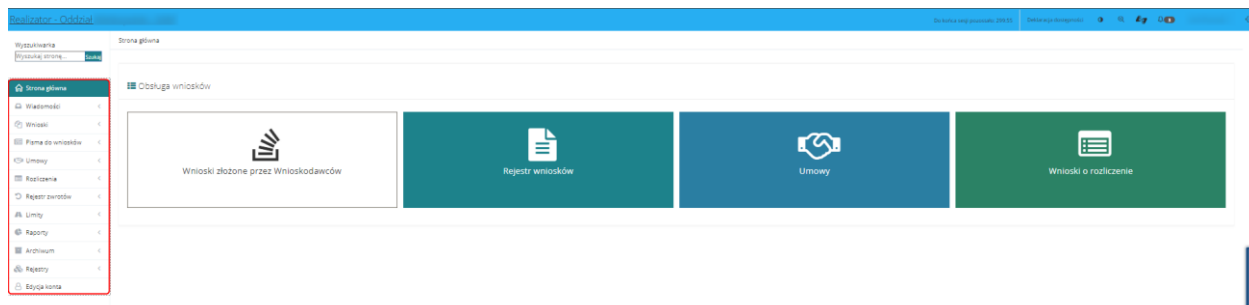 Realizator - Oddział
Do końca sesji pozostało:
Deklaracja dostępności
Wyszukiwarka
Wyszukaj stronę...
Szukaj
Strona główna
Strona główna
Wiadomości
Wnioski
Pisma do wniosków
Umowy
Rozliczenia
Rejestr zwrotów
Limity
Raporty
Archiwum
Rejestry
Edycja konta
Obsługa wniosków
Wnioski złożone przez Wnioskodawców
Rejestr wniosków
Umowy
Wnioski o rozliczenie